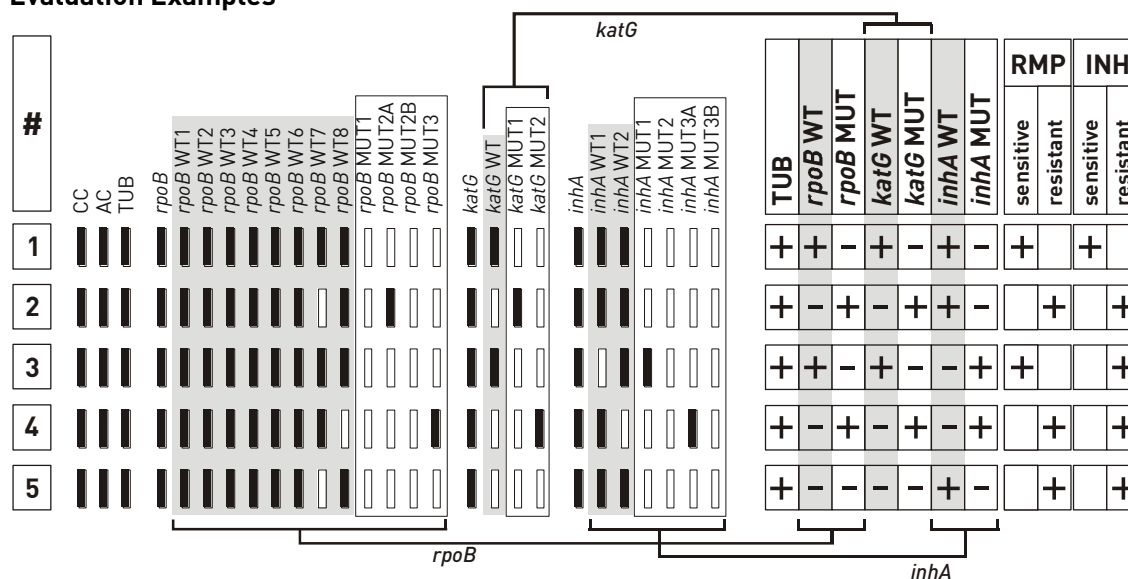 Evaluation Examples
katG
#
CC
AC
TUB
rpoB
rpoB WT1
rpoB WT2
rpoB WT3
rpoB WT4
rpoB WT5
rpoB WT6
rpoB WT7
rpoB WT8
rpoB MUT1
rpoB MUT2A
rpoB MUT2B
rpoB MUT3
katG
katG WT
katG MUT1
katG MUT2
inhA
inhA WT1
inhA WT2
inhA MUT1
inhA MUT2
inhA MUT3A
inhA MUT3B
TUB
rpoB WT
rpoB MUT
katG WT
katG MUT
inhA WT
inhA MUT
RMP INH
sensitive
resistant
sensitive
resistant
1 + + − + − + − + +
2 + − + − + + − + +
3 + + − + − − + + +
4 + − + − + − + + +
5 + − − − − + − + +
rpoB
inhA